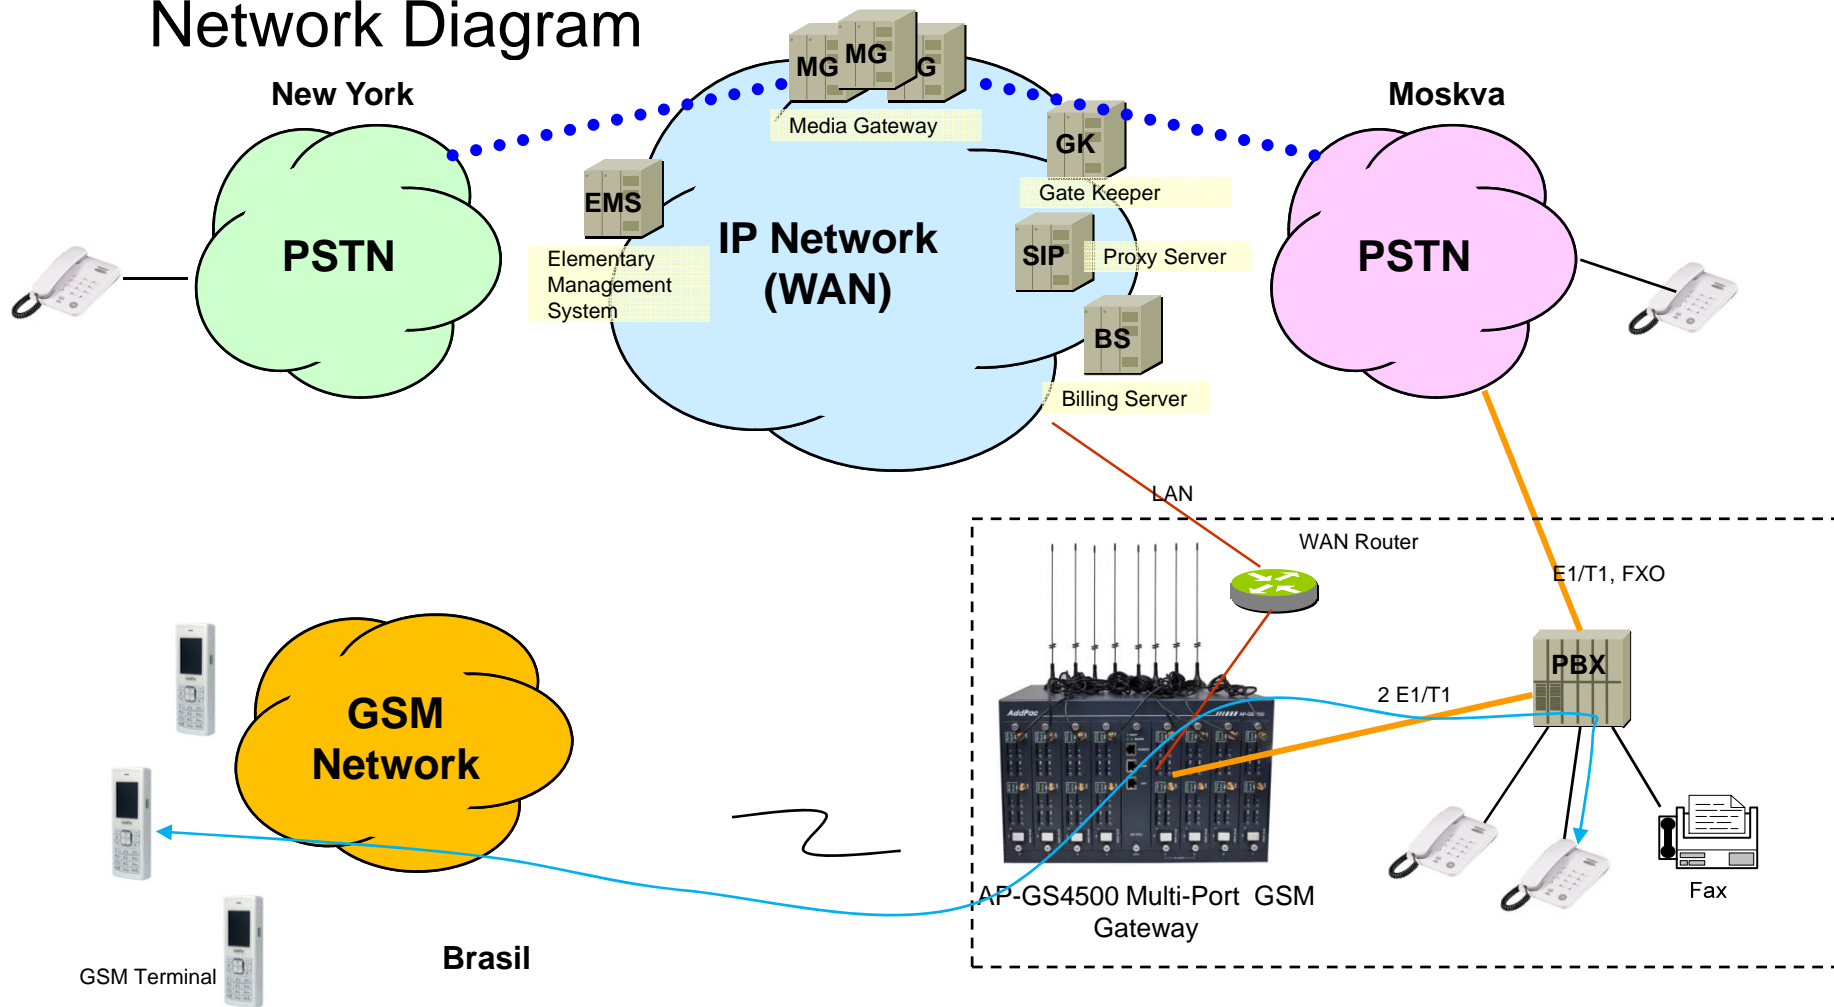 Network Diagram
New York
MG
MG
G
Media Gateway
Moskva
GK
Gate Keeper
EMS
Elementary
Management
System
PSTN
IP Network
(WAN)
SIP
Proxy Server
PSTN
BS
Billing Server
LAN
WAN Router
E1/T1, FXO
PBX
2 E1/T1
GSM
Network
AddPac
AP-GS4500 Multi-Port GSM
Gateway
Fax
Brasil
GSM Terminal